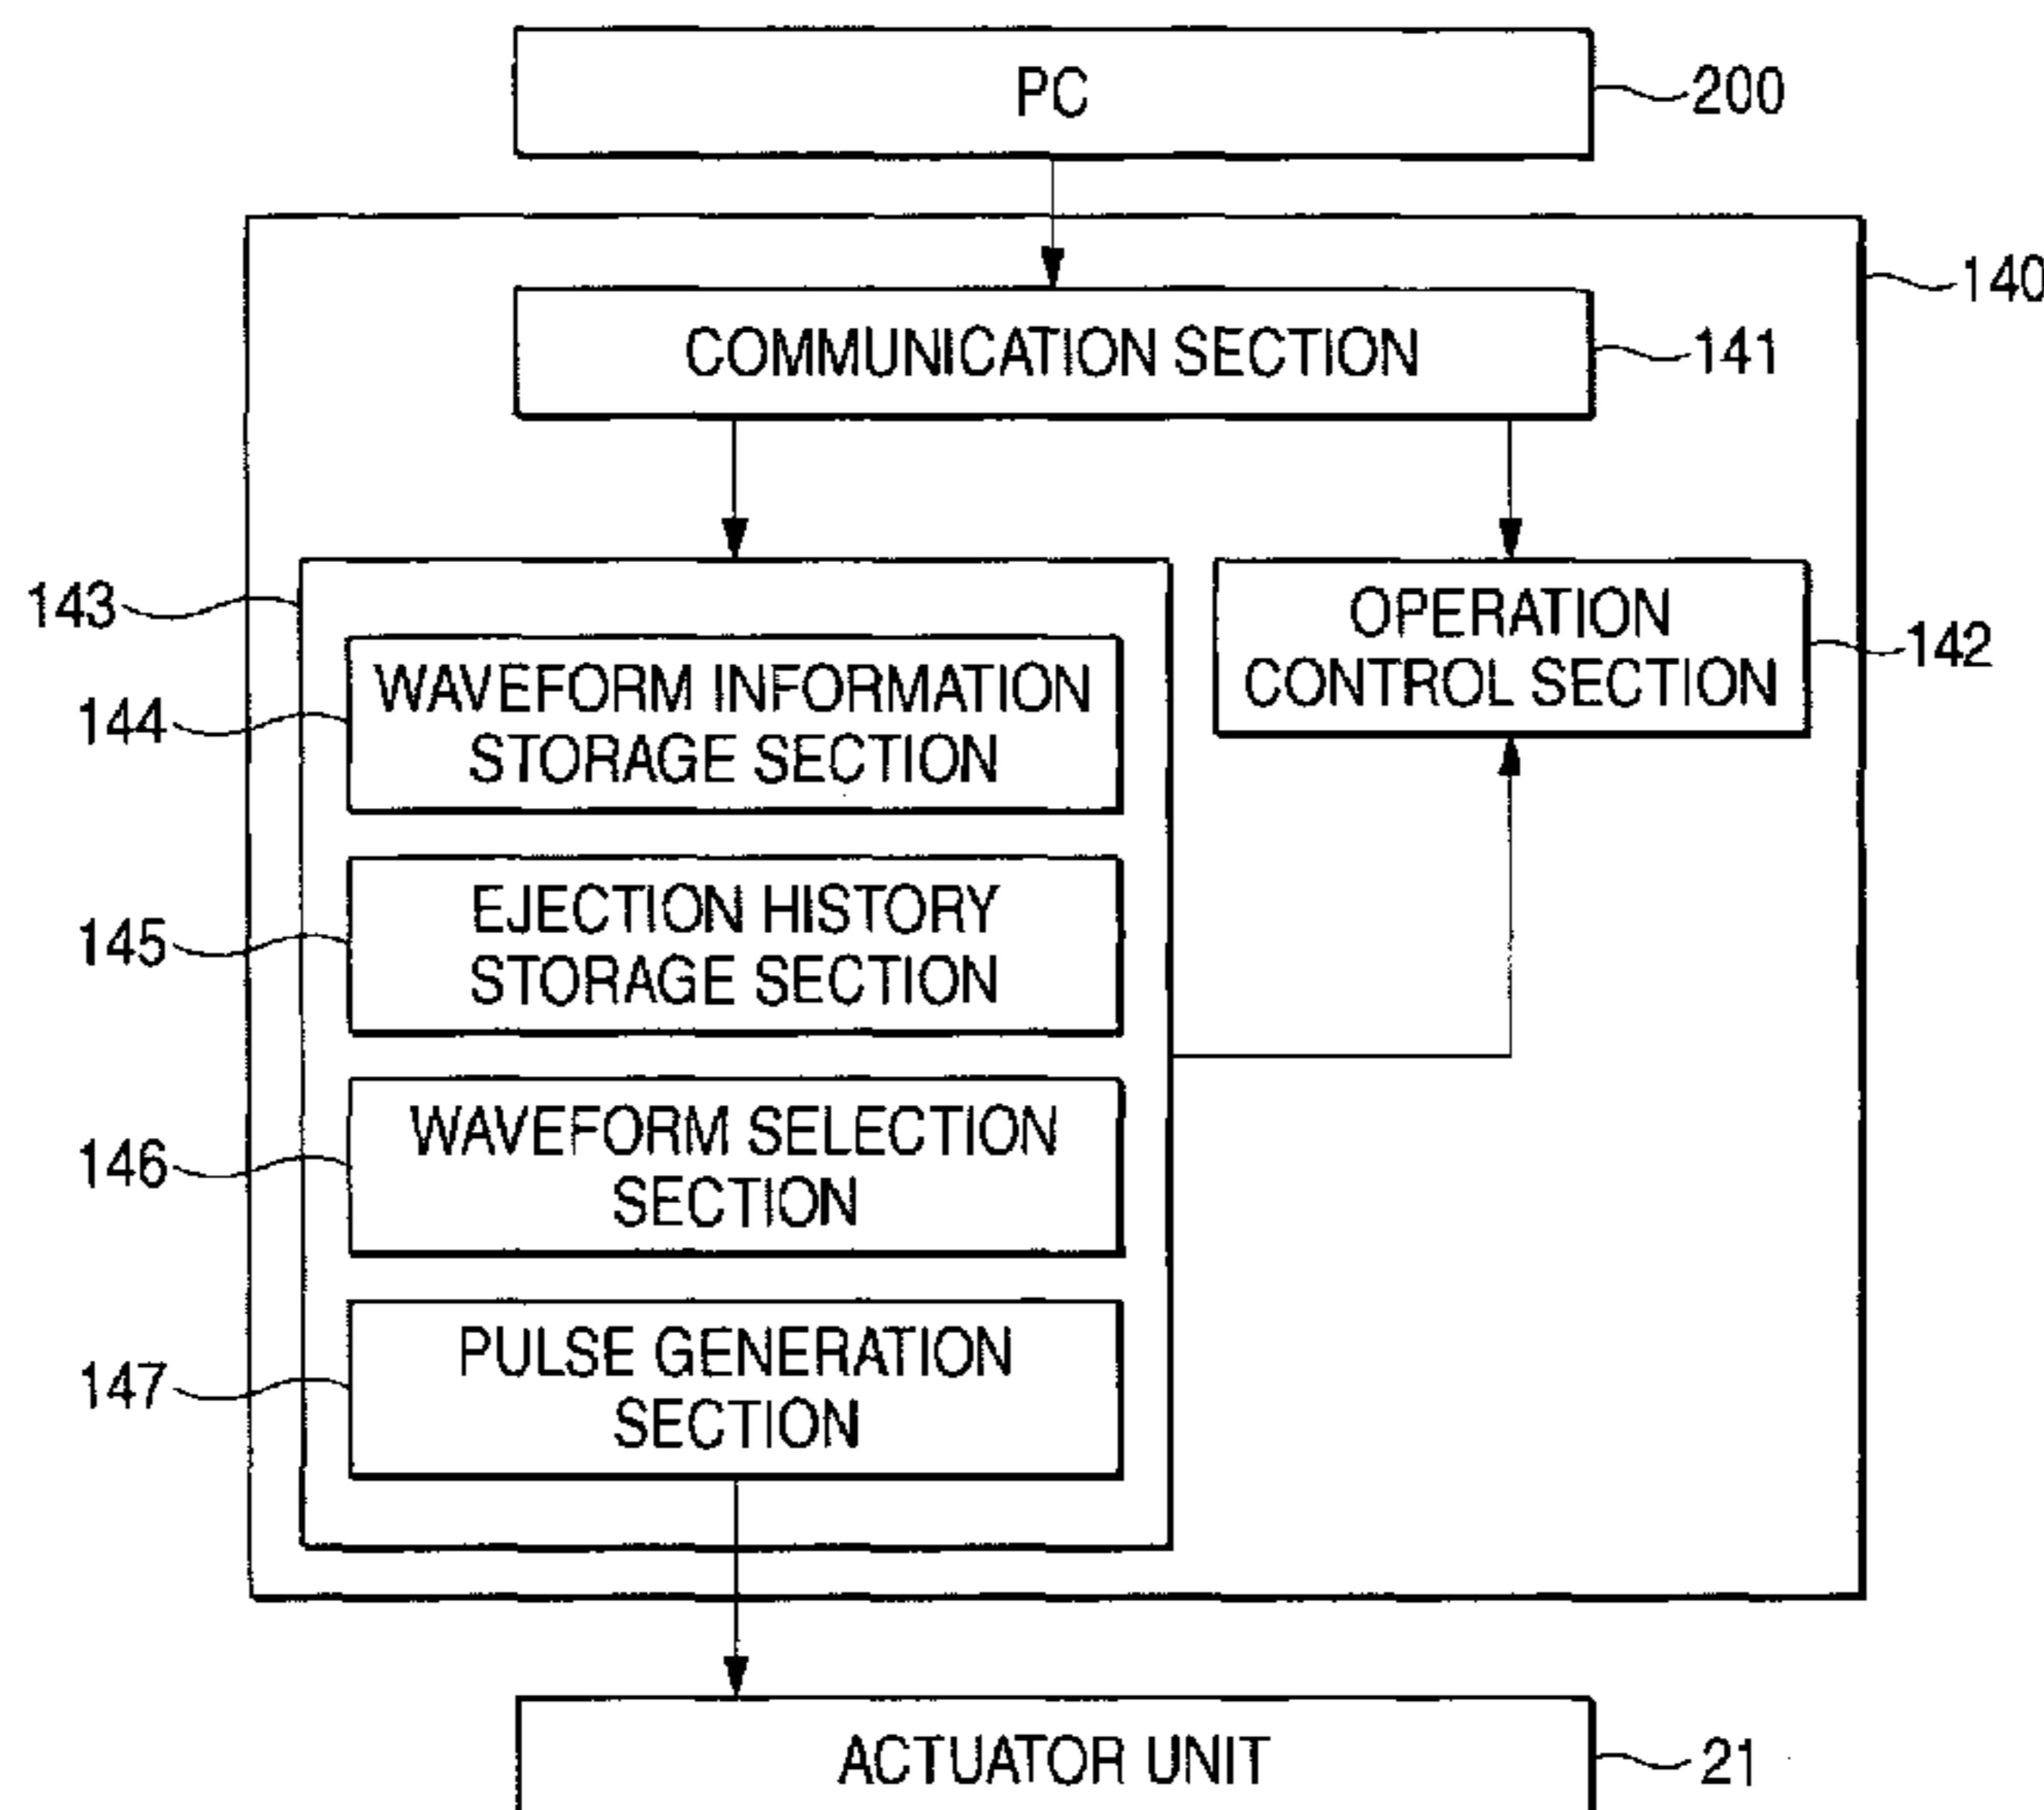 PC
200
140
COMMUNICATION SECTION
141
143
OPERATION
CONTROL SECTION
142
WAVEFORM INFORMATION
STORAGE SECTION
144
EJECTION HISTORY
STORAGE SECTION
145
WAVEFORM SELECTION
SECTION
146
PULSE GENERATION
SECTION
147
ACTUATOR UNIT
21